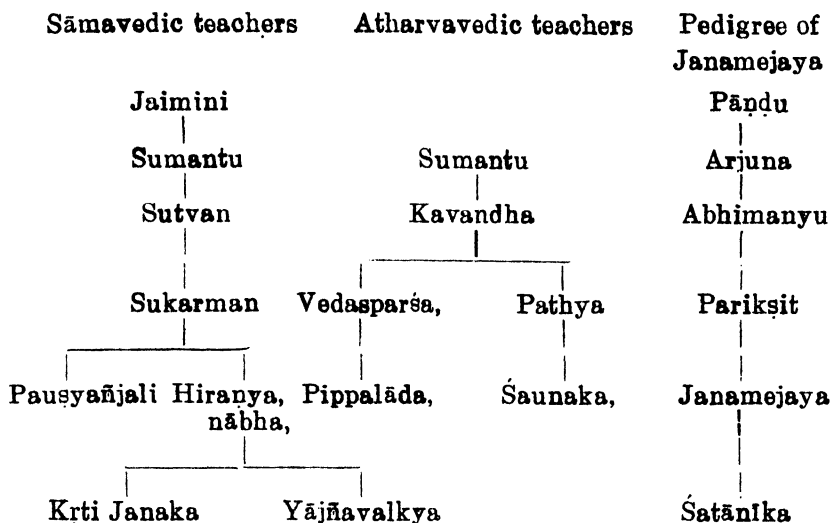 Sāmavedic teachers Atharvavedic teachers Pedigree of
Janamejaya
Jaimini Pāṇḍu
Sumantu Sumantu Arjuna
Sutvan Kavandha Abhimanyu
Sukarman Vedasparśa, Pathya Parikṣit
Pauṣyañjali Hiraṇya, Pippalāda, Śaunaka, Janamejaya
nābha,
Kṛti Janaka Yājñavalkya Śatānīka